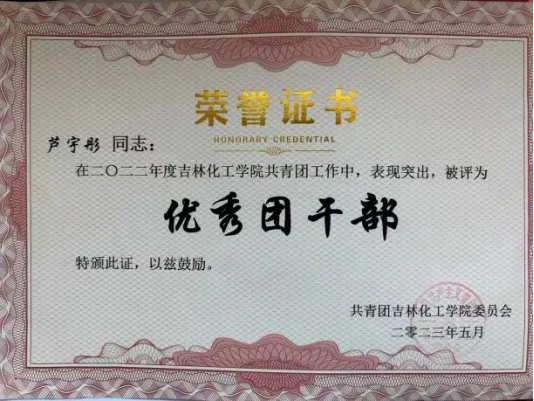 荣誉证书
HONORARY CREDENTIAL
芦宇彤 同志：
在二〇二二年度吉林化工学院共青团工作中，表现突出，被评为
优秀团干部
特颁此证，以兹鼓励。
共青团吉林化工学院委员会
二零二三年五月